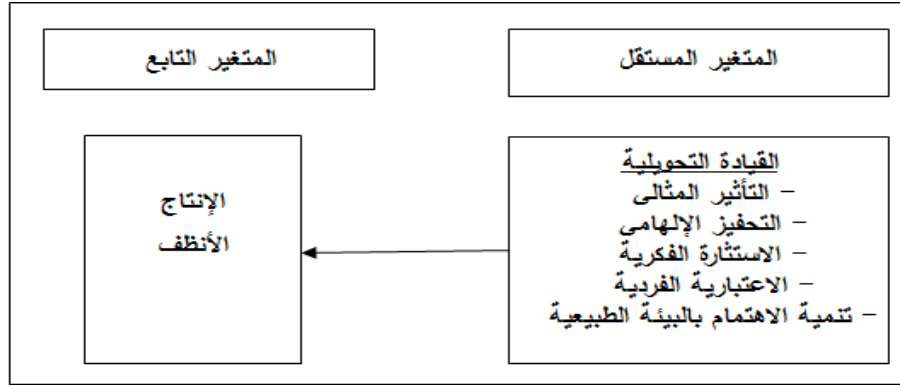 المتغير المستقل
المتغير التابع
القيادة التحويلية
– التأثير المثالى
– التحفيز الإلهامى
– الاستثارة الفكرية
– الاعتبارية الفردية
– تنمية الاهتمام بالبيئة الطبيعية
الإنتاج
الأنظف